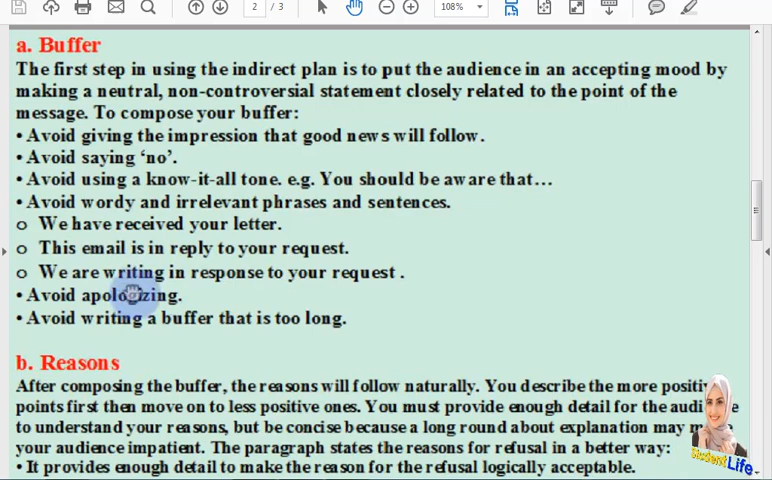 2 / 3
108%
a. Buffer
The first step in using the indirect plan is to put the audience in an accepting mood by
making a neutral, non-controversial statement closely related to the point of the
message. To compose your buffer:
• Avoid giving the impression that good news will follow.
• Avoid saying ‘no’.
• Avoid using a know-it-all tone. e.g. You should be aware that…
• Avoid wordy and irrelevant phrases and sentences.
o We have received your letter.
o This email is in reply to your request.
o We are writing in response to your request .
• Avoid apologizing.
• Avoid writing a buffer that is too long.
b. Reasons
After composing the buffer, the reasons will follow naturally. You describe the more
points first then move on to less positive ones. You must provide enough detail for the
to understand your reasons, but be concise because a long round about explanation may
your audience impatient. The paragraph states the reasons for refusal in a better way:
• It provides enough detail to make the reason for the refusal logically acceptable.
Student Life